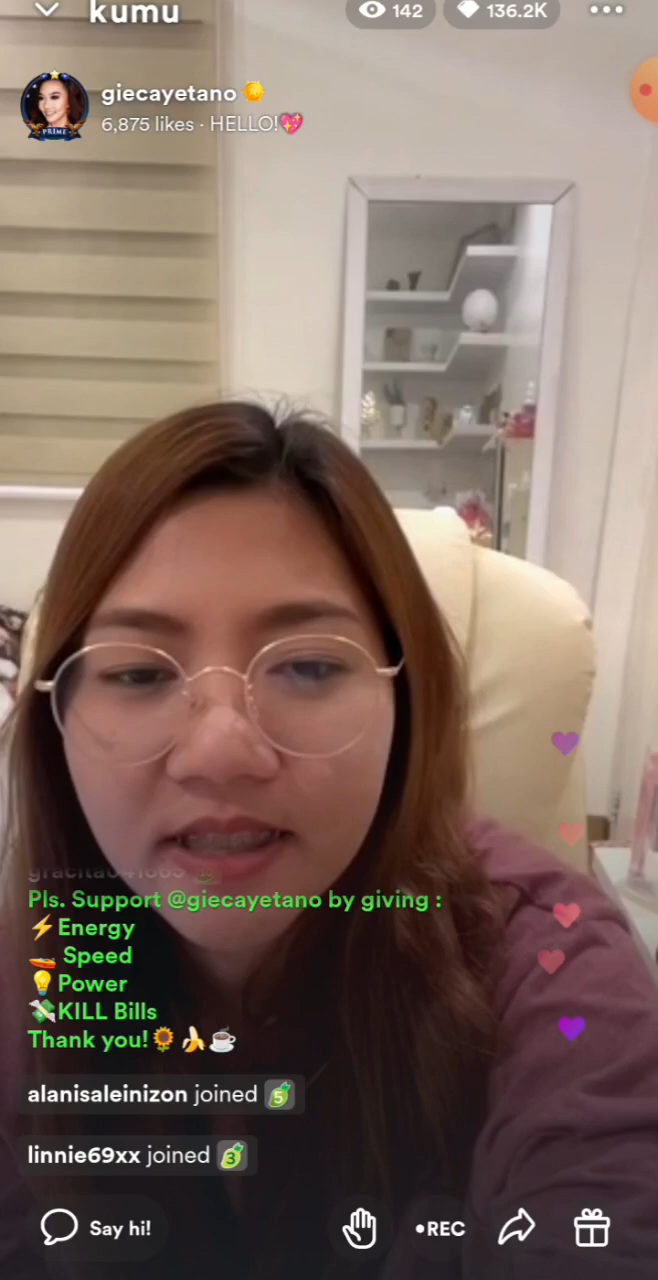 kumu
142
136.2K
giecayetano
6,875 likes · HELLO!💖
PRIME
Pls. Support @giecayetano by giving :
⚡Energy
🚤 Speed
💡Power
💸KILL Bills
Thank you!🌻🍌☕
alanisaleinizon joined 5
linnie69xx joined 3
Say hi!
•REC